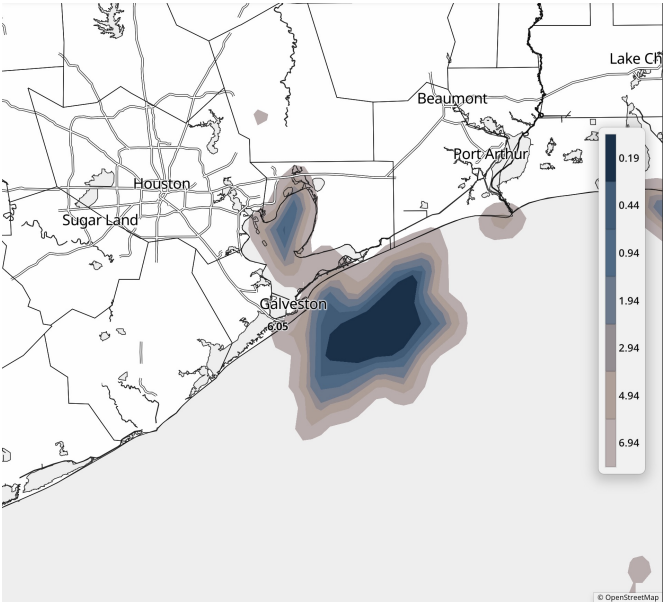 Lake Ch
Beaumont
Port Arthur
Houston
Sugar Land
Galveston
6.05
0.19
0.44
0.94
1.94
2.94
4.94
6.94
© OpenStreetMap